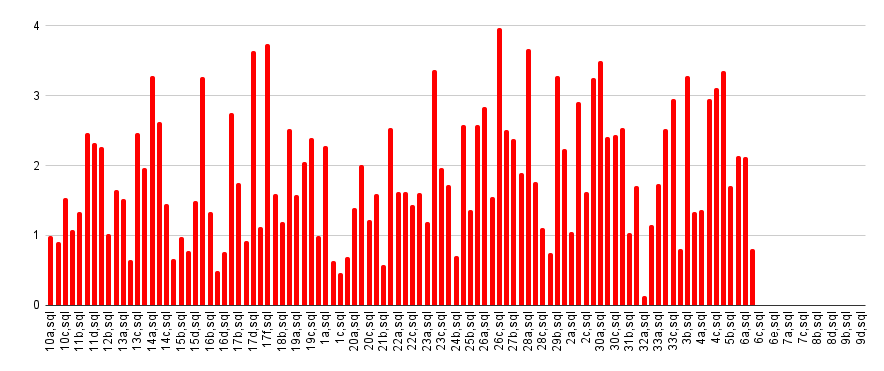 4
3
2
1
0
10a,sql
10c,sql
11b,sql
11d,sql
12b,sql
13a,sql
13c,sql
14a,sql
14c,sql
15b,sql
15d,sql
16b,sql
16d,sql
17b,sql
17d,sql
17f,sql
18b,sql
19a,sql
19c,sql
1a,sql
1c,sql
20a,sql
20c,sql
21b,sql
22a,sql
22c,sql
23a,sql
23c,sql
24b,sql
25b,sql
26a,sql
26c,sql
27b,sql
28a,sql
28c,sql
29b,sql
2a,sql
2c,sql
30a,sql
30c,sql
31b,sql
32a,sql
33a,sql
33c,sql
3b,sql
4a,sql
4c,sql
5b,sql
6a,sql
6c,sql
6e,sql
7a,sql
7c,sql
8b,sql
8d,sql
9b,sql
9d,sql